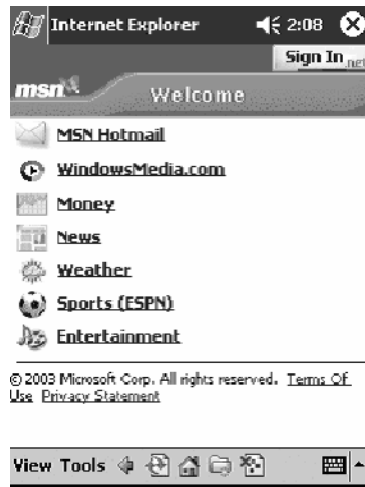 Internet Explorer 2:08
Sign In .net
msn Welcome
MSN Hotmail
WindowsMedia.com
Money
News
Weather
Sports (ESPN)
Entertainment
© 2003 Microsoft Corp. All rights reserved. Terms Of
Use Privacy Statement
View Tools